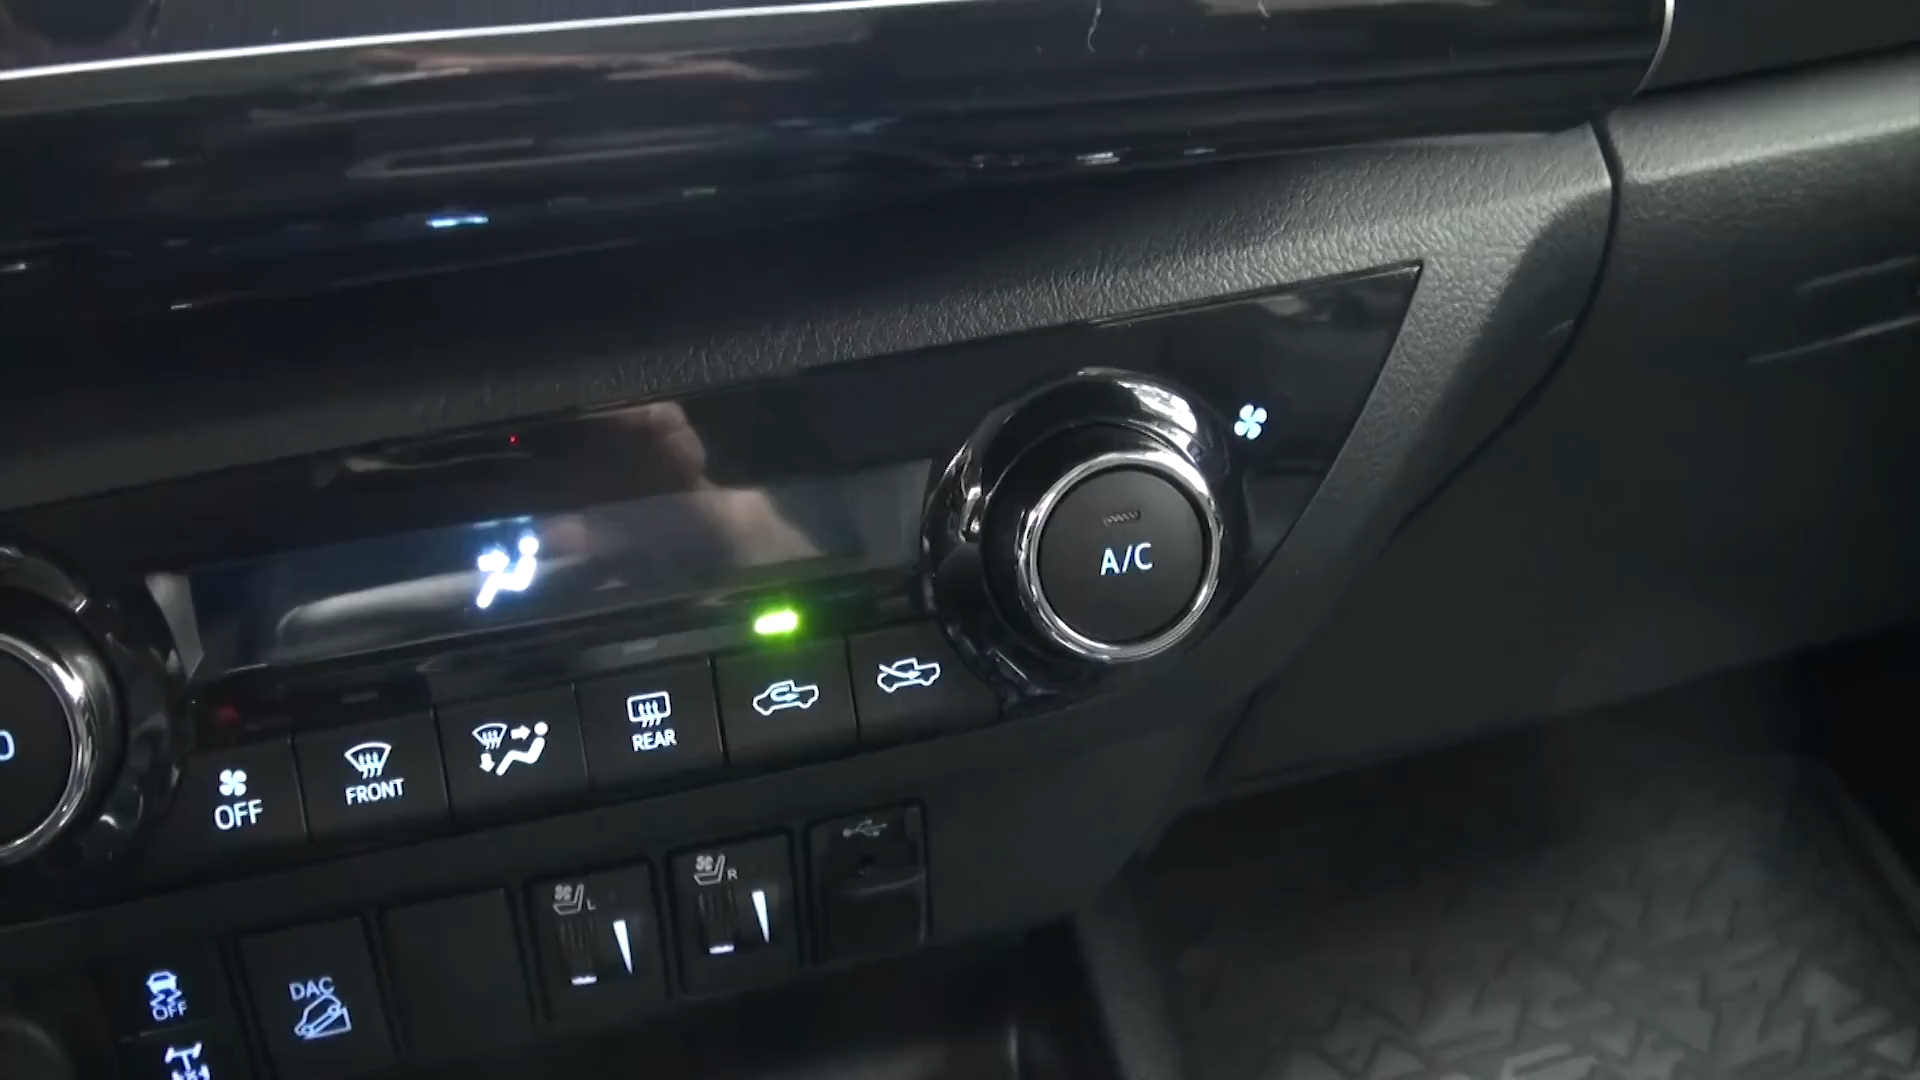 A/C
REAR
FRONT
OFF
R
L
DAC
OFF